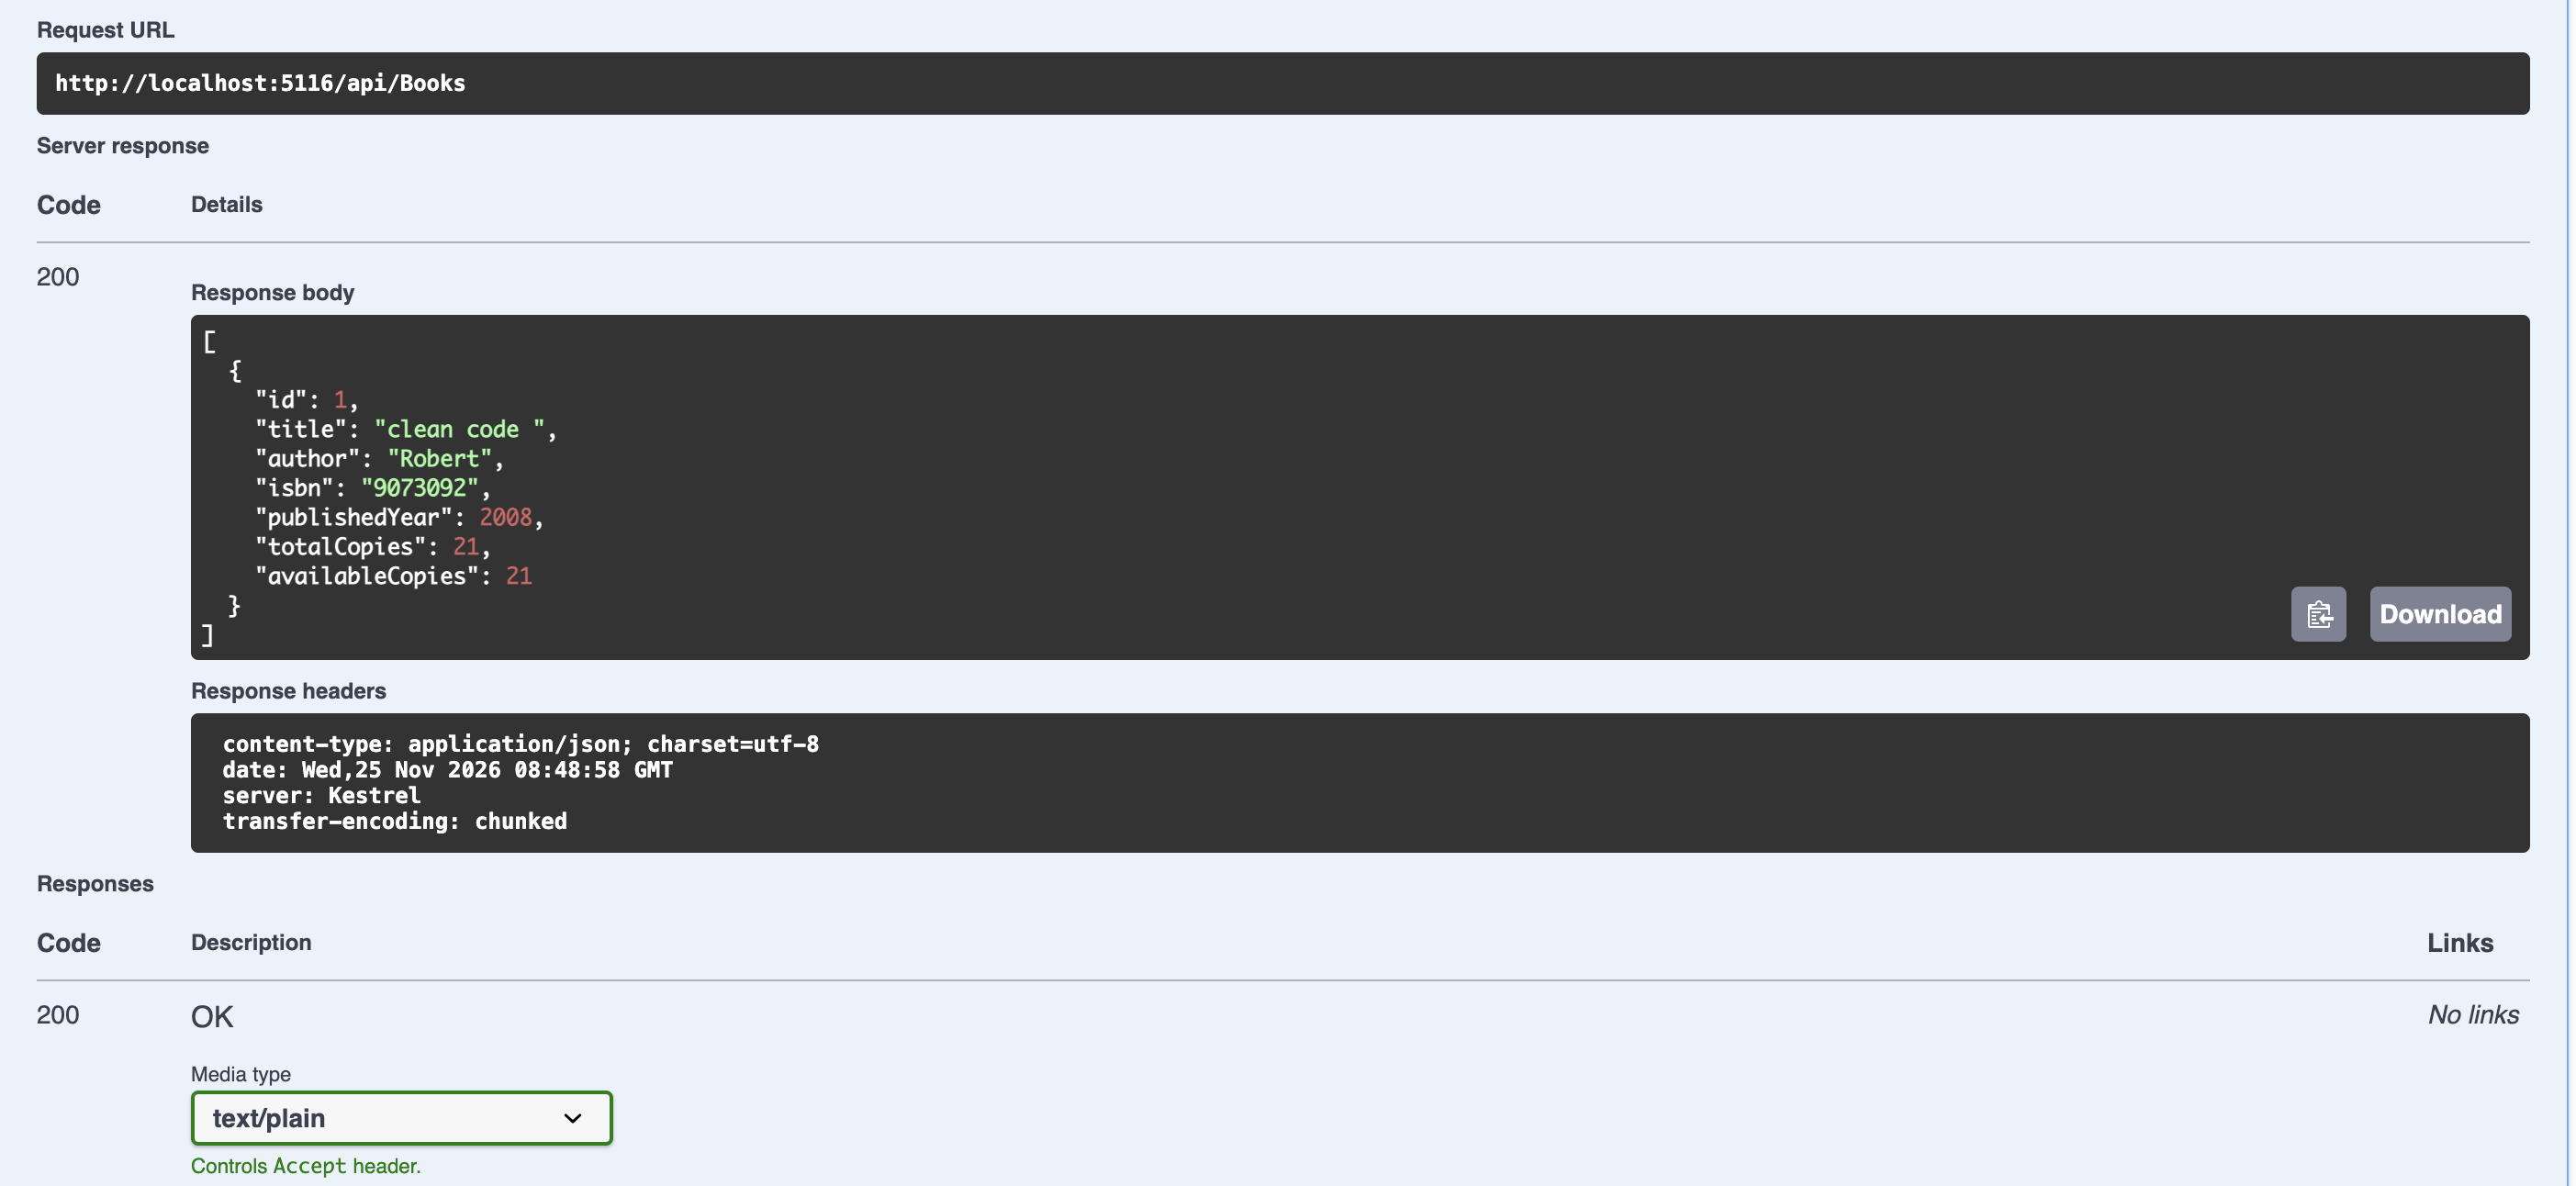 Request URL
http://localhost:5116/api/Books
Server response
Code Details
200
Response body
[
  {
    "id": 1,
    "title": "clean code ",
    "author": "Robert",
    "isbn": "9073092",
    "publishedYear": 2008,
    "totalCopies": 21,
    "availableCopies": 21
  }
]
Download
Response headers
content-type: application/json; charset=utf-8
date: Wed,25 Nov 2026 08:48:58 GMT
server: Kestrel
transfer-encoding: chunked
Responses
Code Description Links
200 OK No links
Media type
text/plain
Controls Accept header.